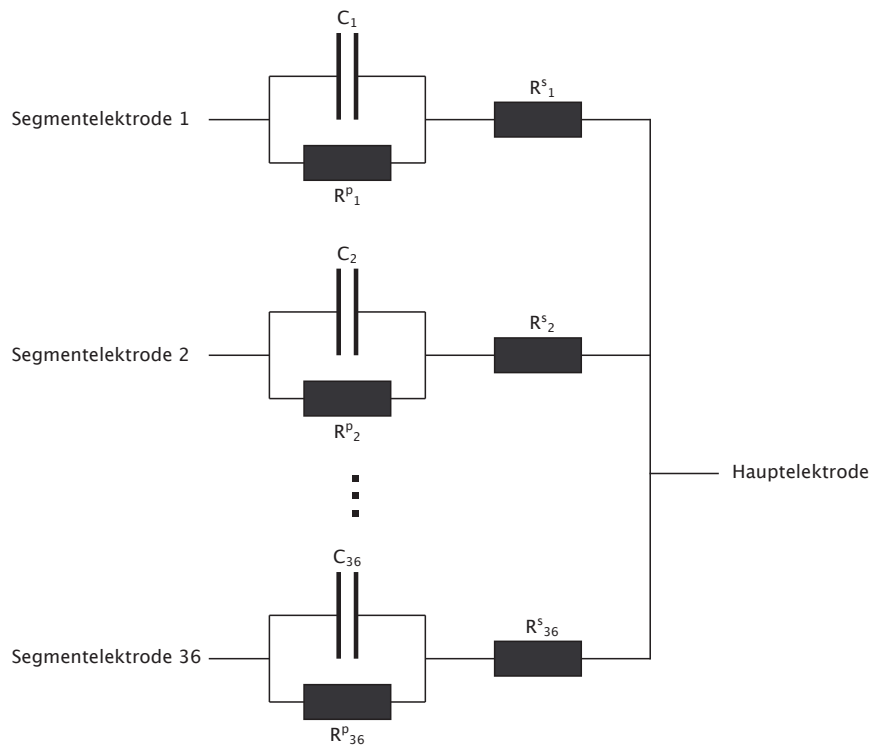 C₁
Rˢ₁
Segmentelektrode 1
Rᵖ₁
C₂
Rˢ₂
Segmentelektrode 2
Rᵖ₂
Hauptelektrode
C₃₆
Rˢ₃₆
Segmentelektrode 36
Rᵖ₃₆